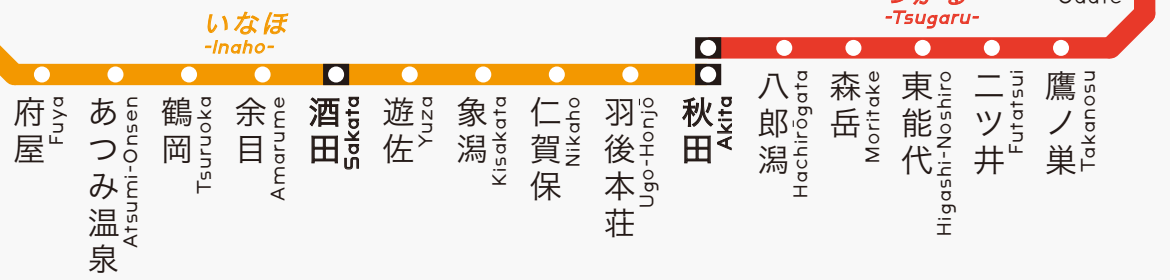 いなほ
-Inaho-
-Tsugaru-
府屋
Fuya
あつみ温泉
Atsumi-Onsen
鶴岡
Tsuruoka
余目
Amarume
酒田
Sakata
遊佐
Yuza
象潟
Kisakata
仁賀保
Nikaho
羽後本荘
Ugo-Honjō
秋田
Akita
八郎潟
Hachirōgata
森岳
Moritake
東能代
Higashi-Noshiro
二ツ井
Futatsui
鷹ノ巣
Takanosu